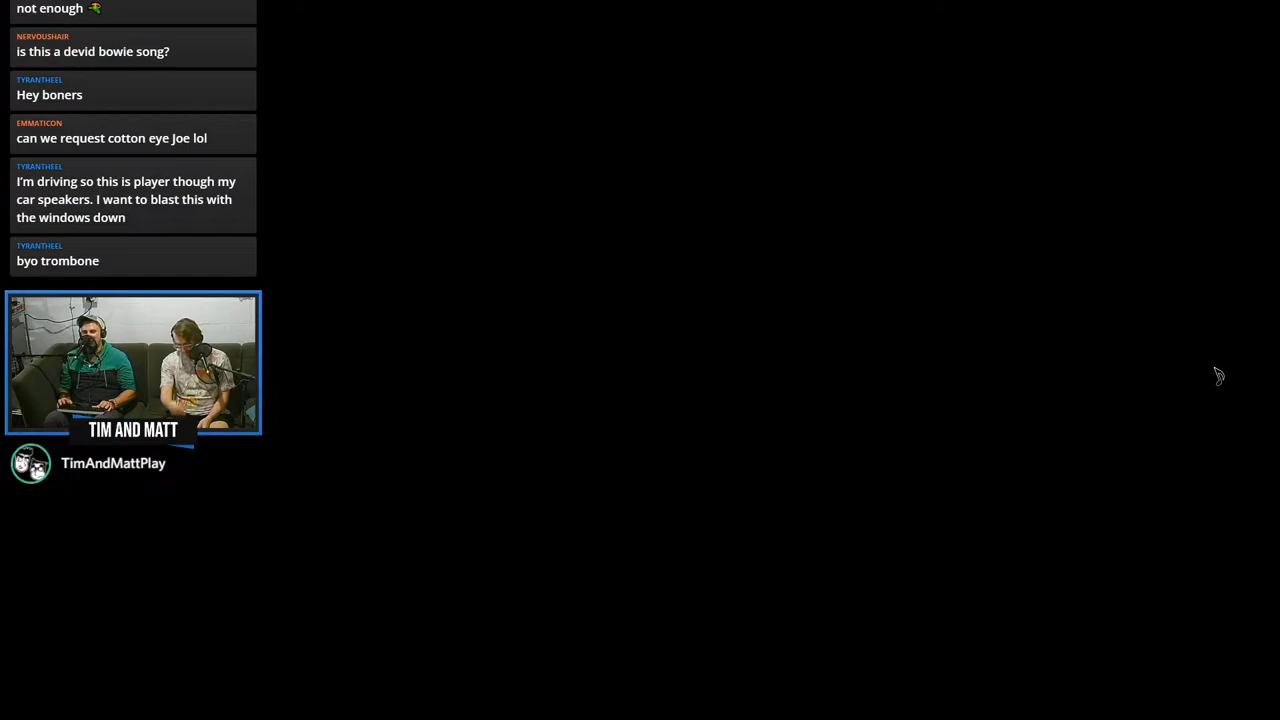 not enough
NERVOUSHAIR
is this a devid bowie song?
TYRANTHEEL
Hey boners
EMMATICON
can we request cotton eye Joe lol
TYRANTHEEL
I’m driving so this is player though my
car speakers. I want to blast this with
the windows down
TYRANTHEEL
byo trombone
TIM AND MATT
TimAndMattPlay